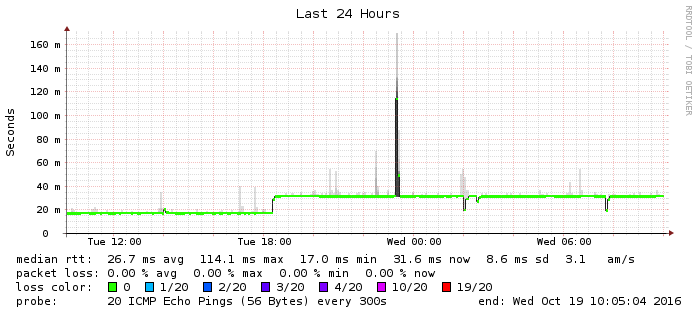 Last 24 Hours
RRDTOOL / TOBI OETIKER
Seconds
160 m
140 m
120 m
100 m
80 m
60 m
40 m
20 m
0
Tue 12:00 Tue 18:00 Wed 00:00 Wed 06:00
median rtt: 26.7 ms avg 114.1 ms max 17.0 ms min 31.6 ms now 8.6 ms sd 3.1 am/s
packet loss: 0.00 % avg 0.00 % max 0.00 % min 0.00 % now
loss color: 0 1/20 2/20 3/20 4/20 10/20 19/20
probe: 20 ICMP Echo Pings (56 Bytes) every 300s end: Wed Oct 19 10:05:04 2016